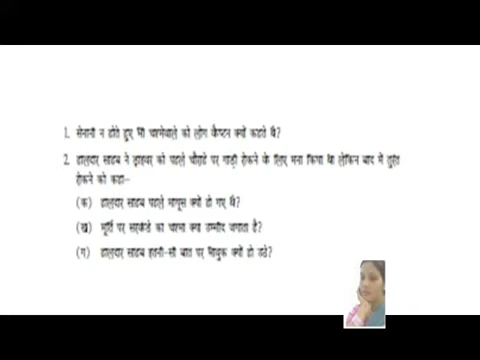 1. सेनानी न होते हुए भी चश्मेवाले को लोग कैप्टन क्यों कहते थे?
2. हालदार साहब ने ड्राइवर को पहले चौराहे पर गाड़ी रोकने के लिए मना किया था लेकिन बाद में तुरंत
रोकने को कहा–
(क) हालदार साहब पहले मायूस क्यों हो गए थे?
(ख) मूर्ति पर सरकंडे का चश्मा क्या उम्मीद जगाता है?
(ग) हालदार साहब इतनी-सी बात पर भावुक क्यों हो उठे?